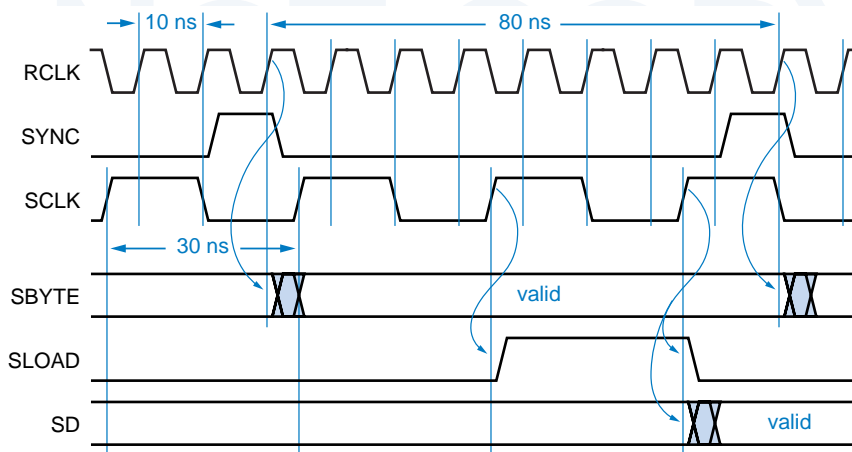 10 ns
80 ns
RCLK
SYNC
SCLK
30 ns
SBYTE
valid
SLOAD
SD
valid